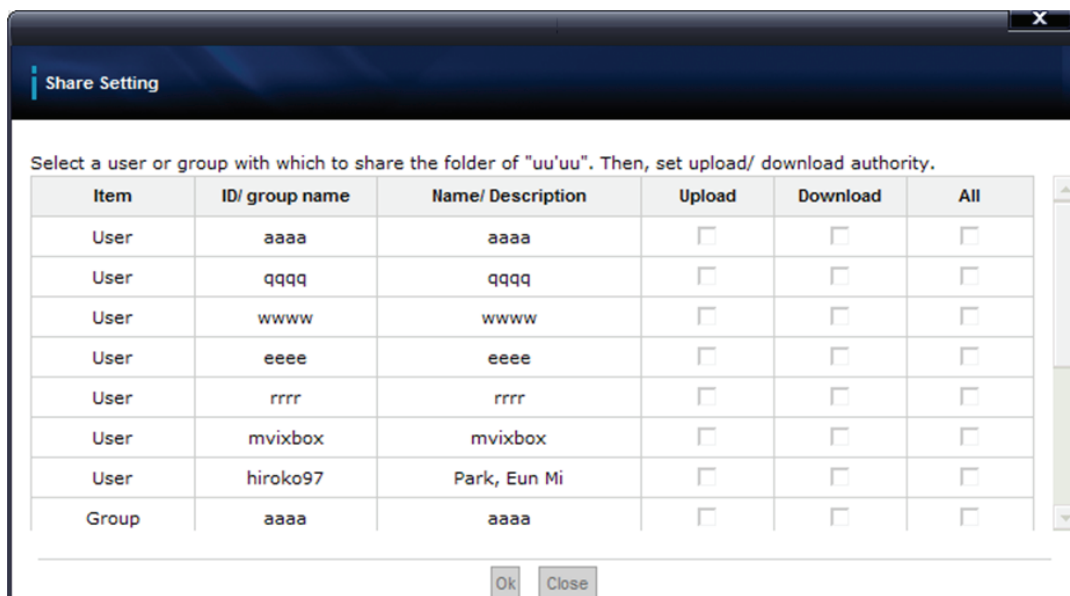 X
Share Setting
Select a user or group with which to share the folder of "uu'uu". Then, set upload/ download authority.
Item ID/ group name Name/ Description Upload Download All
User aaaa aaaa
User qqqq qqqq
User wwww wwww
User eeee eeee
User rrrr rrrr
User mvixbox mvixbox
User hiroko97 Park, Eun Mi
Group aaaa aaaa
Ok Close